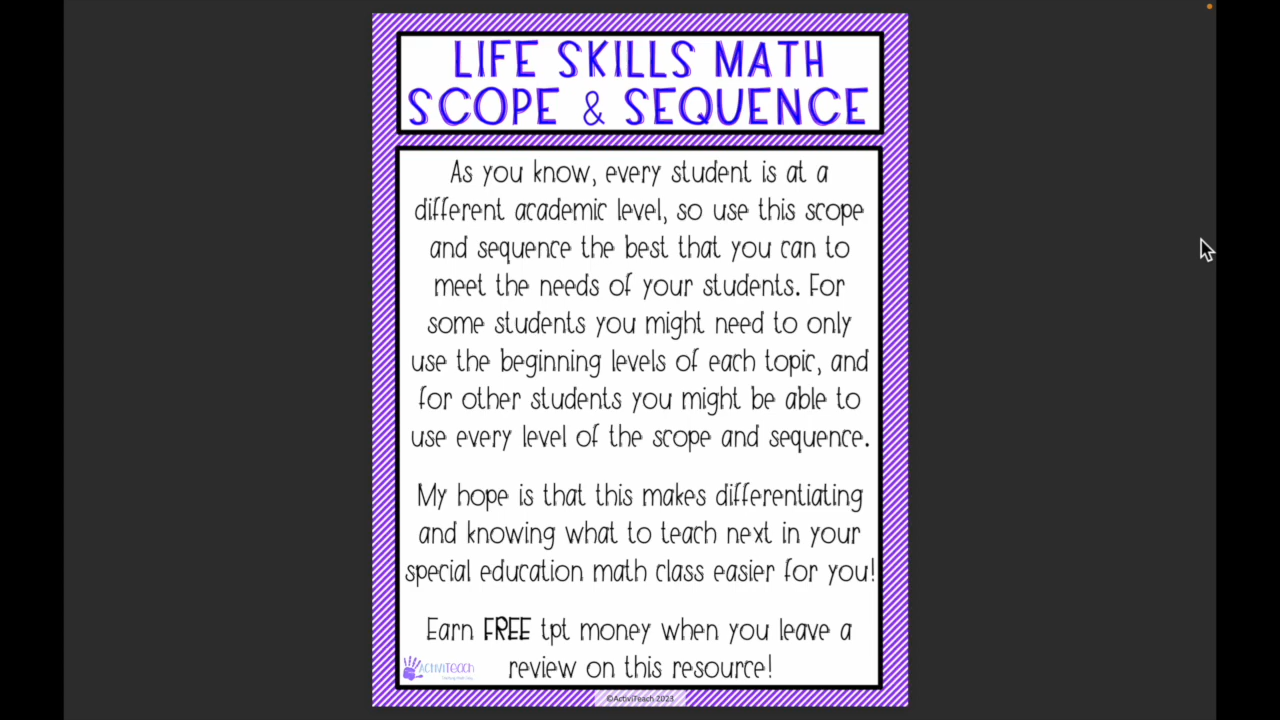 LIFE SKILLS MATH
SCOPE & SEQUENCE
As you know, every student is at a
different academic level, so use this scope
and sequence the best that you can to
meet the needs of your students. For
some students you might need to only
use the beginning levels of each topic, and
for other students you might be able to
use every level of the scope and sequence.
My hope is that this makes differentiating
and knowing what to teach next in your
special education math class easier for you!
Earn FREE tpt money when you leave a
review on this resource!
ACTIVITEACH
©ActiviTeach 2023